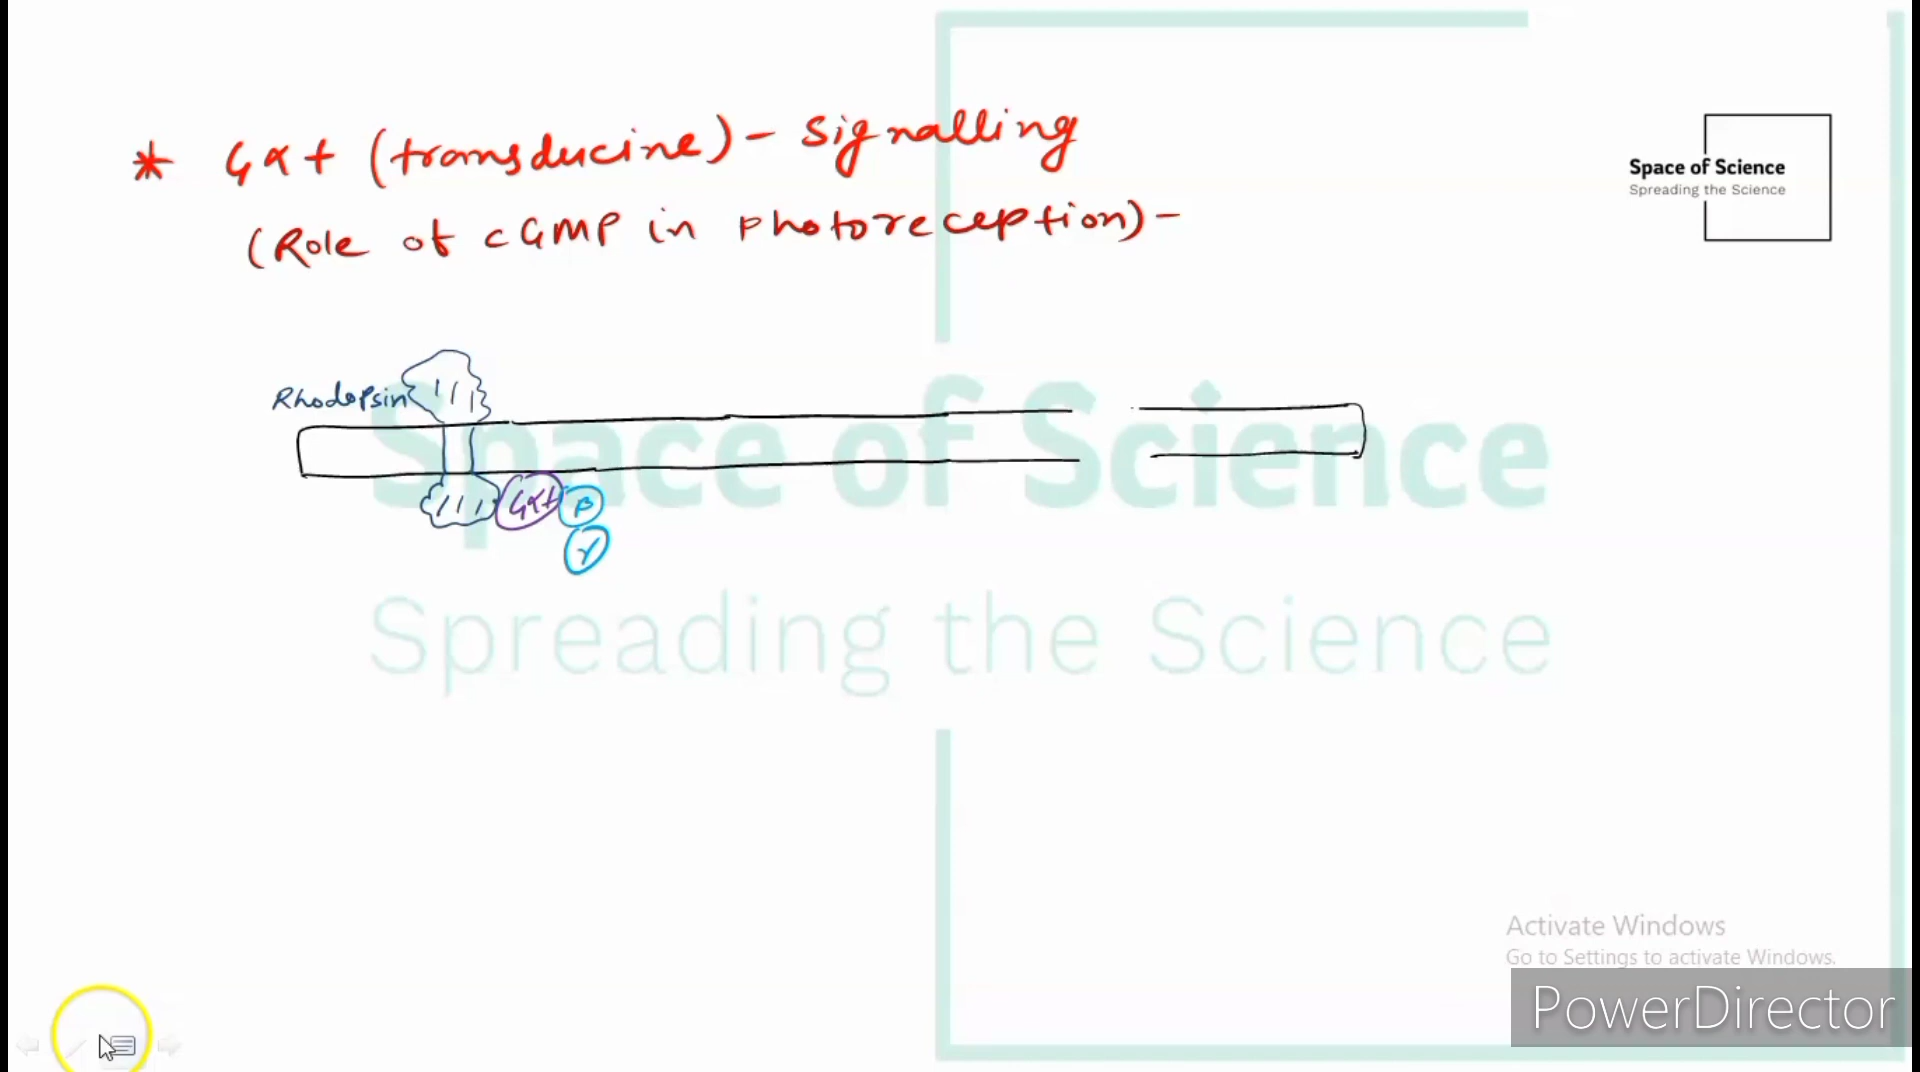 * Gαt (transducine) - signalling
(Role of cGMP in photoreception) -
Space of Science
Spreading the Science
Rhodopsin
Gαt
β
γ
Space of Science
Spreading the Science
Activate Windows
Go to Settings to activate Windows.
PowerDirector